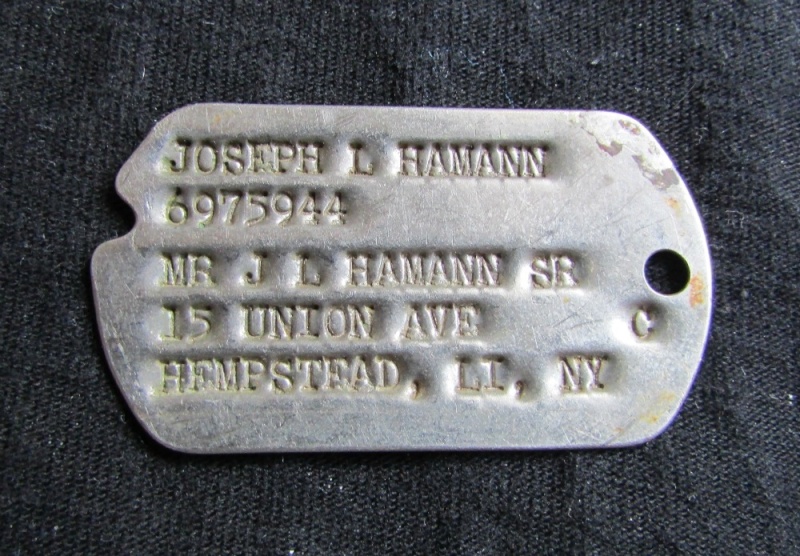 JOSEPH L HAMANN
6975944
MR J L HAMANN SR
15 UNION AVE C
HEMPSTEAD, LI, NY